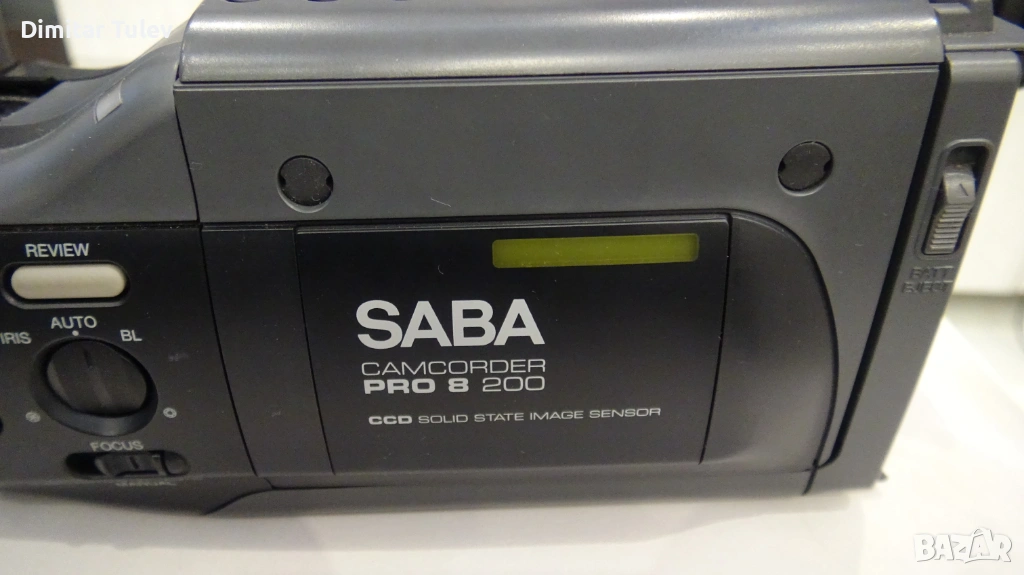 Dimitar Tulev
REVIEW
AUTO
IRIS
BL
FOCUS
MANUAL
SABA
CAMCORDER
PRO 8 200
CCD SOLID STATE IMAGE SENSOR
BATT
EJECT
BAZAR